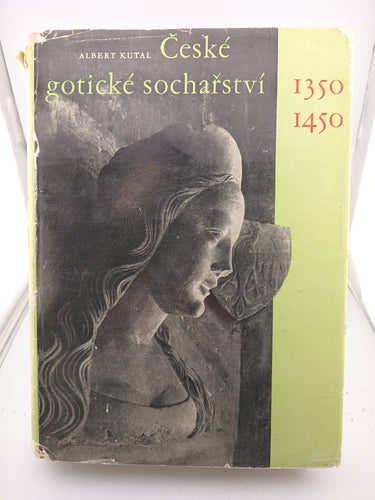 ALBERT KUTAL České
gotické sochařství 1350
1450